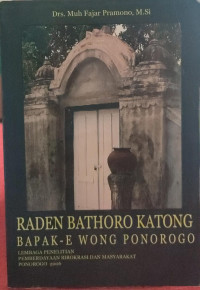 Drs. Muh Fajar Pramono, M.Si
RADEN BATHORO KATONG
BAPAK-E WONG PONOROGO
LEMBAGA PENELITIAN
PEMBERDAYAAN BIROKRASI DAN MASYARAKAT
PONOROGO 2006